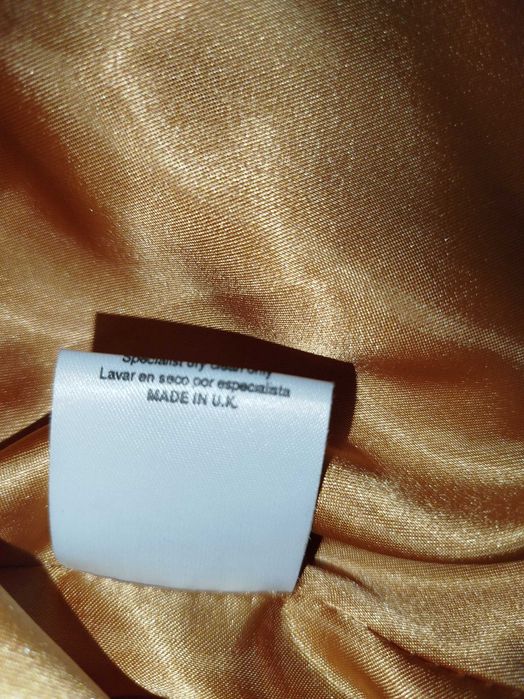 Specialist dry clean only
Lavar en seco por especialista
MADE IN U.K.